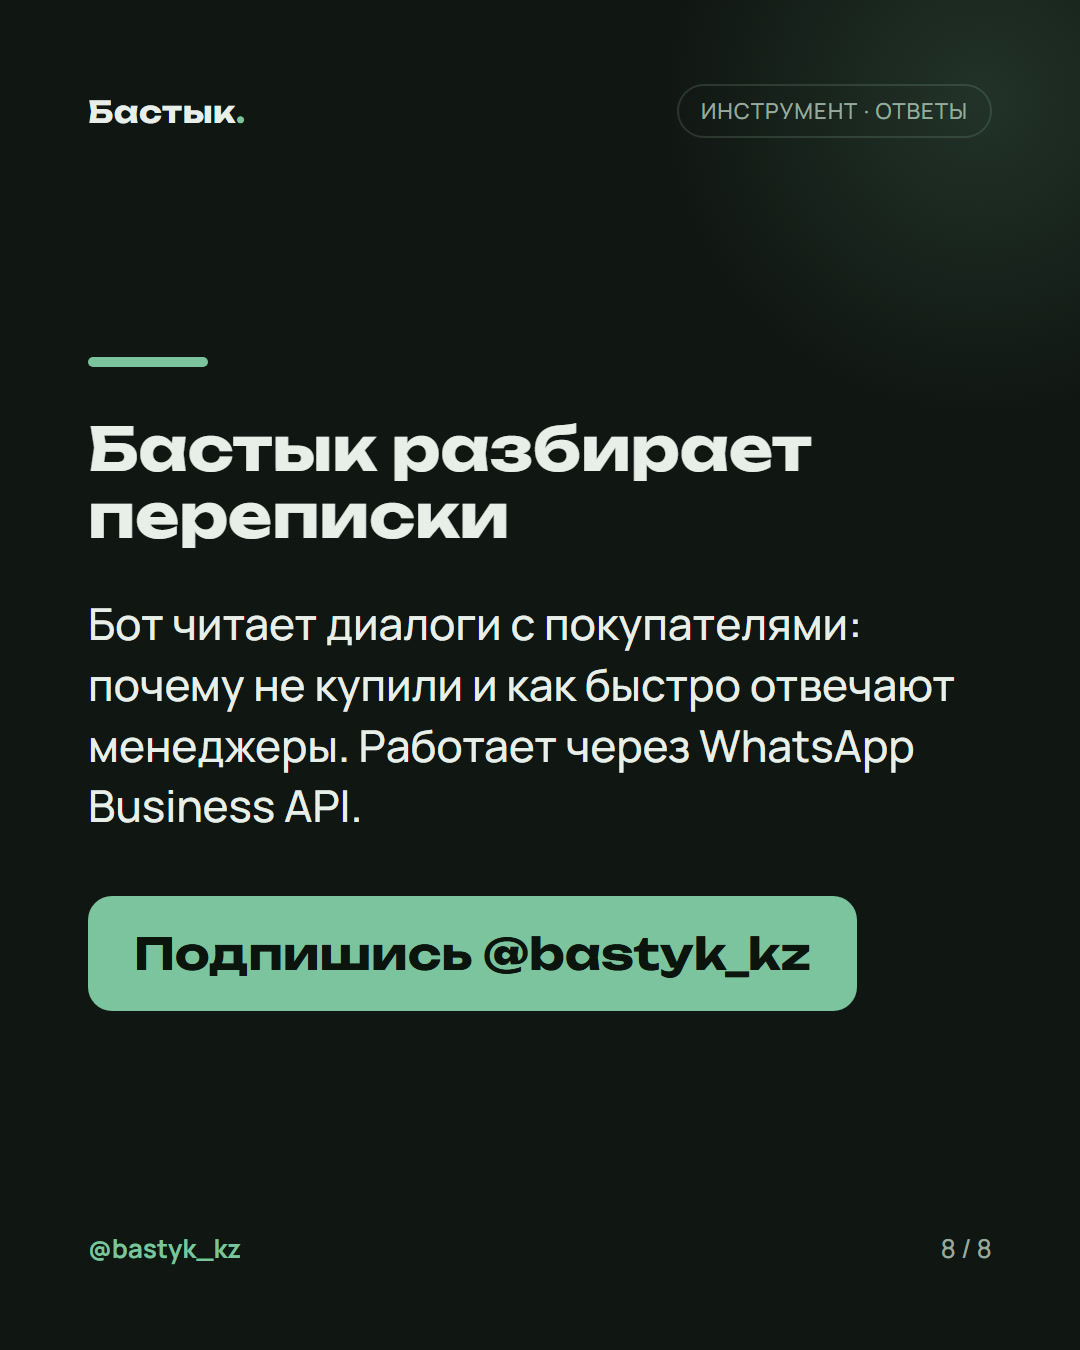 Бастык.
ИНСТРУМЕНТ · ОТВЕТЫ
Бастык разбирает
переписки
Бот читает диалоги с покупателями:
почему не купили и как быстро отвечают
менеджеры. Работает через WhatsApp
Business API.
Подпишись @bastyk_kz
@bastyk_kz
8 / 8